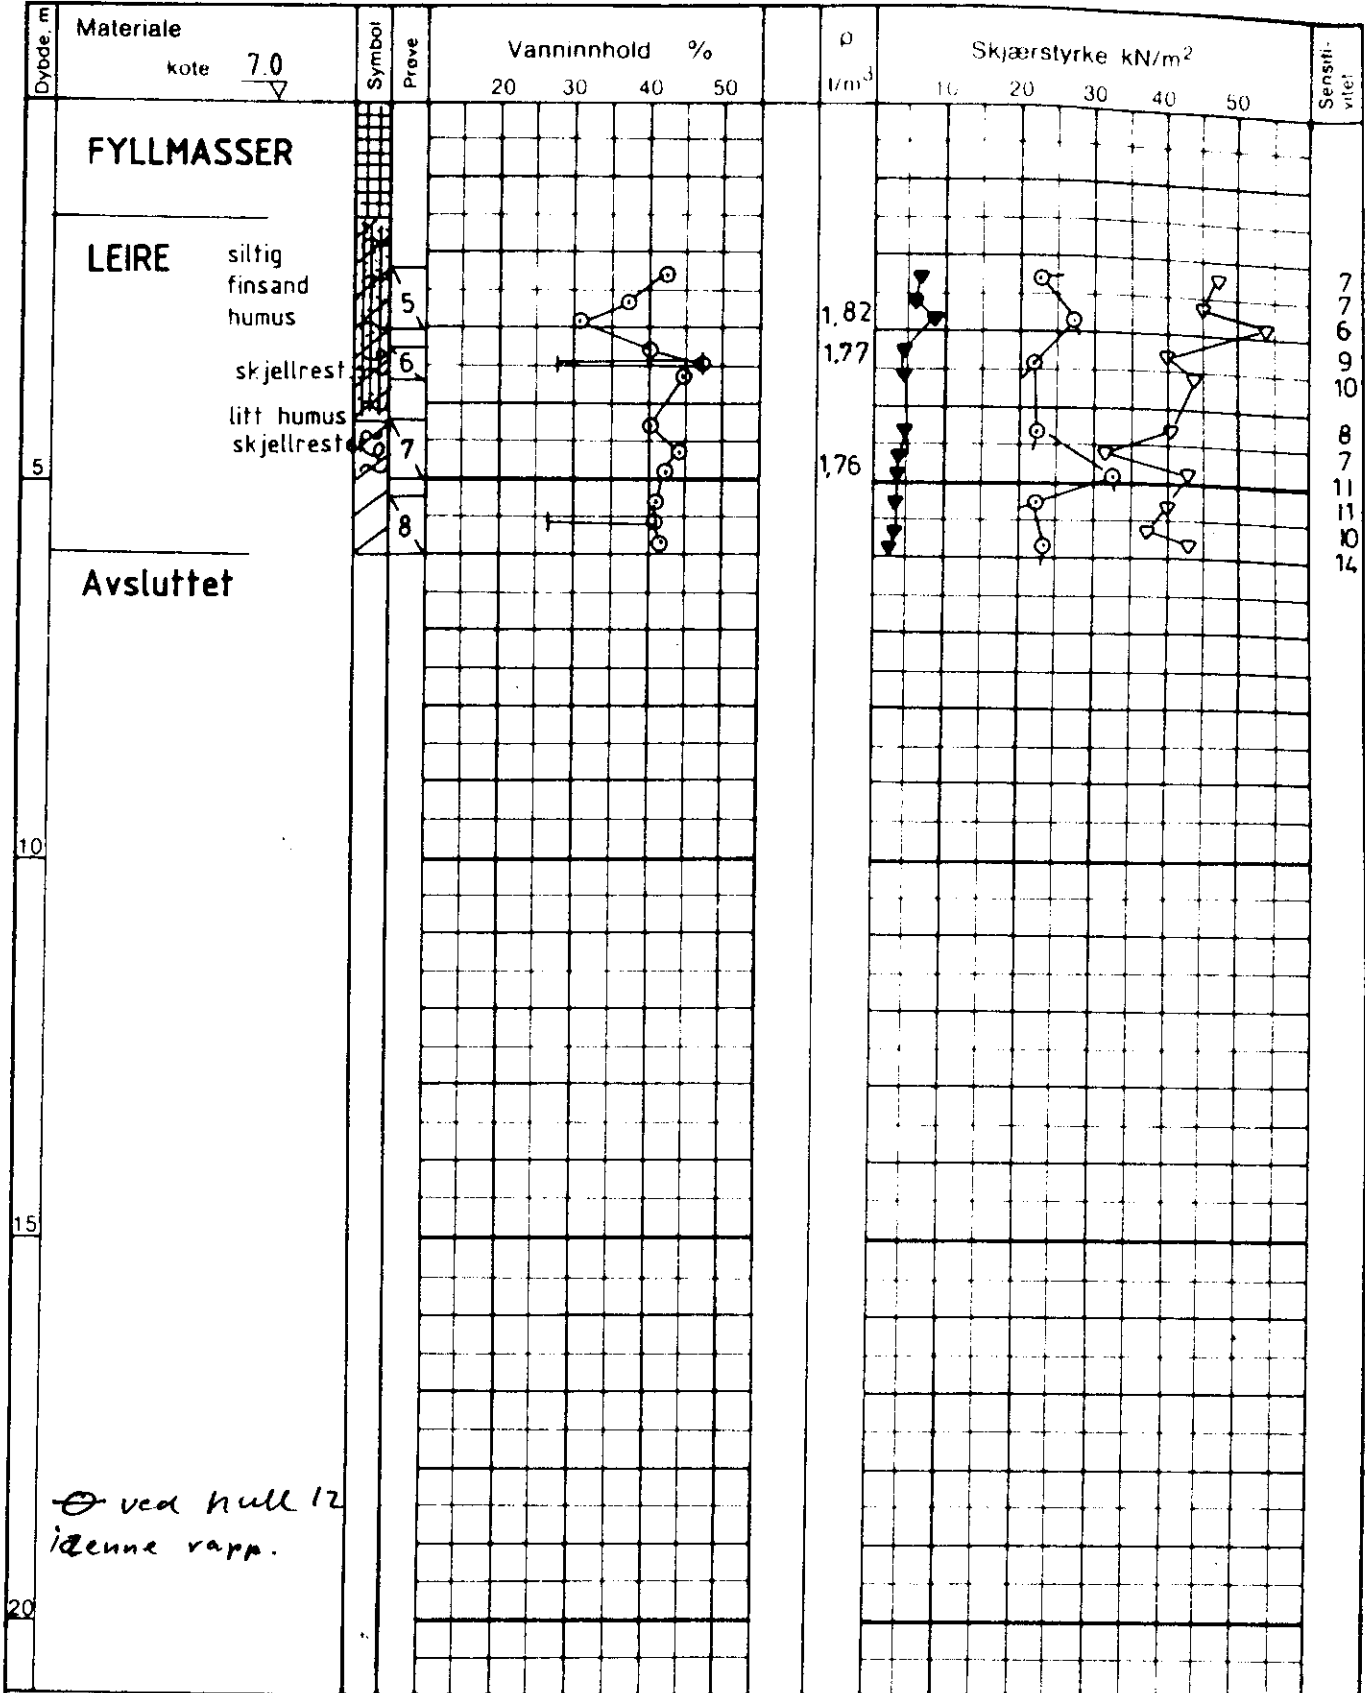 Dybde, m
Materiale
kote 7.0
Symbol
Prøve
Vanninnhold %
20 30 40 50
ρ
t/m³
Skjærstyrke kN/m²
10 20 30 40 50
Sensiti-
vitet
FYLLMASSER
LEIRE
siltig
finsand
humus
skjellrest.
litt humus
skjellrest
Avsluttet
5
6
7
8
1,82
1,77
1,76
7
7
6
9
10
8
7
11
11
10
14
5
10
15
20
ved hull 12
i denne rapp.